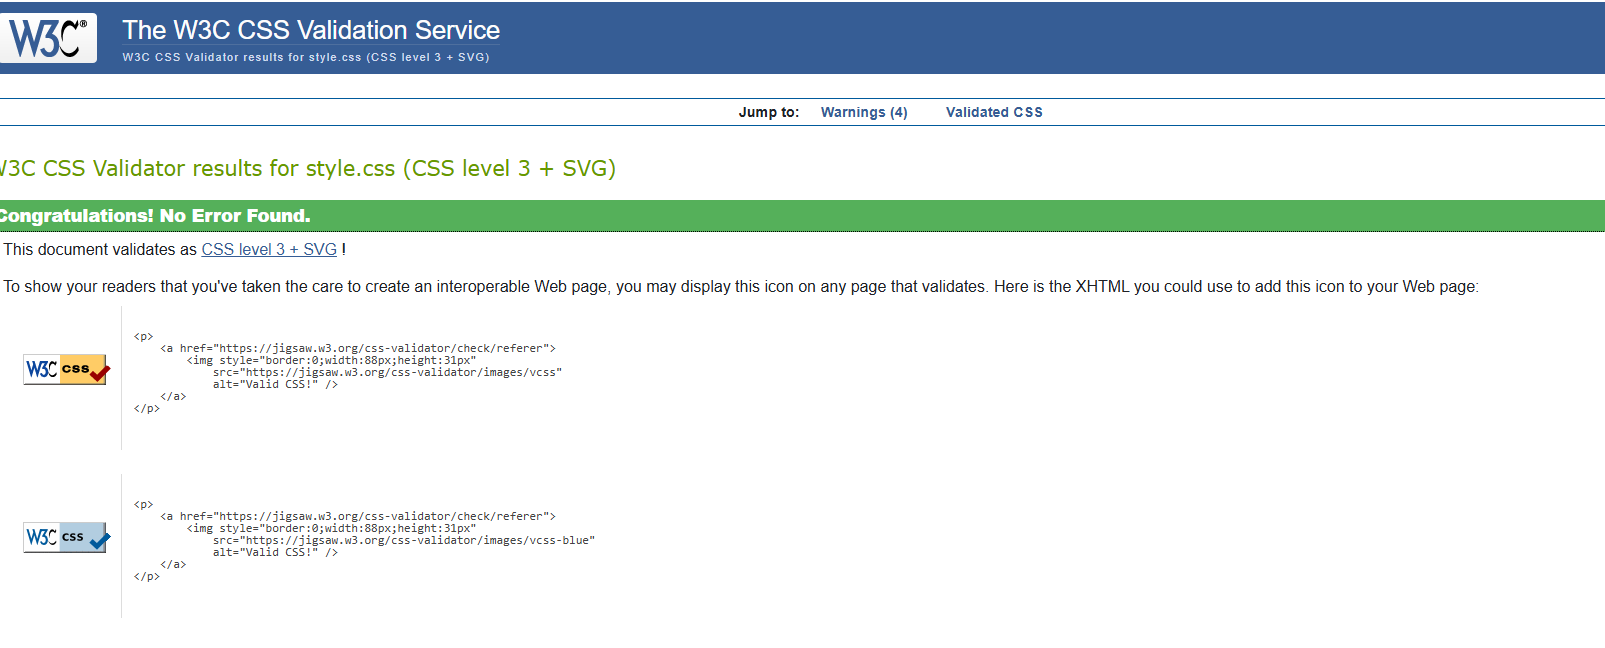 W3C®
The W3C CSS Validation Service
W3C CSS Validator results for style.css (CSS level 3 + SVG)
Jump to: Warnings (4) Validated CSS
W3C CSS Validator results for style.css (CSS level 3 + SVG)
Congratulations! No Error Found.
This document validates as CSS level 3 + SVG !
To show your readers that you've taken the care to create an interoperable Web page, you may display this icon on any page that validates. Here is the XHTML you could use to add this icon to your Web page:
W3C css
<p>
    <a href="https://jigsaw.w3.org/css-validator/check/referer">
        <img style="border:0;width:88px;height:31px"
            src="https://jigsaw.w3.org/css-validator/images/vcss"
            alt="Valid CSS!" />
    </a>
</p>
W3C css
<p>
    <a href="https://jigsaw.w3.org/css-validator/check/referer">
        <img style="border:0;width:88px;height:31px"
            src="https://jigsaw.w3.org/css-validator/images/vcss-blue"
            alt="Valid CSS!" />
    </a>
</p>